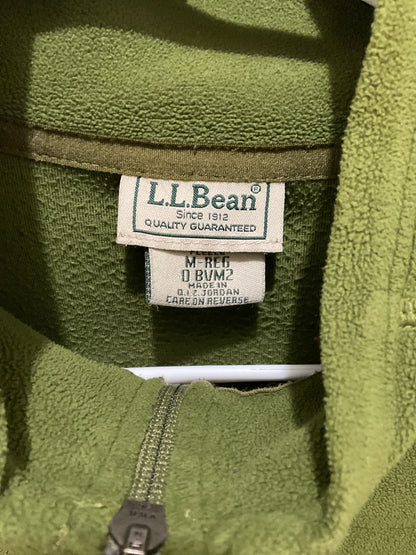 L.L.Bean®
Since 1912
QUALITY GUARANTEED
M-REG
0 BVM2
MADE IN
Q.I.Z. JORDAN
CARE ON REVERSE